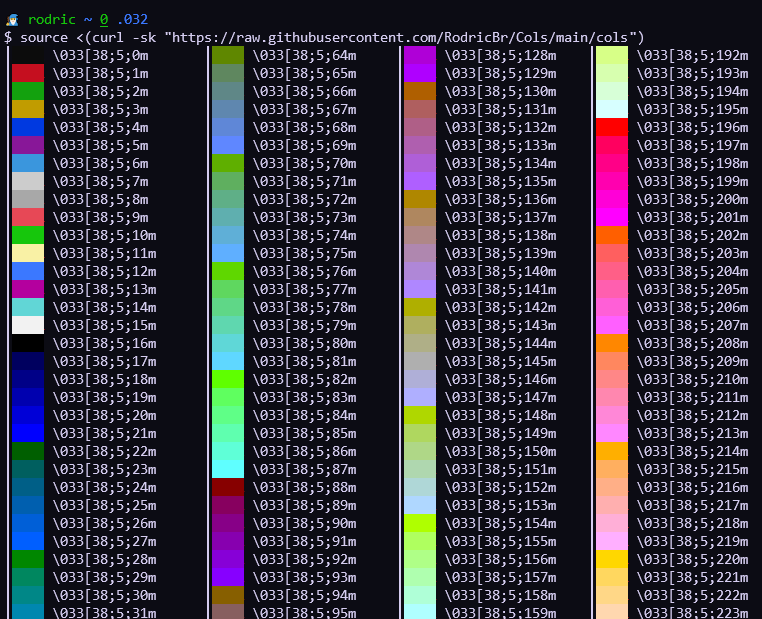 rodric ~ 0 .032
$ source <(curl -sk "https://raw.githubusercontent.com/RodricBr/Cols/main/cols")
\033[38;5;0m \033[38;5;64m \033[38;5;128m \033[38;5;192m
\033[38;5;1m \033[38;5;65m \033[38;5;129m \033[38;5;193m
\033[38;5;2m \033[38;5;66m \033[38;5;130m \033[38;5;194m
\033[38;5;3m \033[38;5;67m \033[38;5;131m \033[38;5;195m
\033[38;5;4m \033[38;5;68m \033[38;5;132m \033[38;5;196m
\033[38;5;5m \033[38;5;69m \033[38;5;133m \033[38;5;197m
\033[38;5;6m \033[38;5;70m \033[38;5;134m \033[38;5;198m
\033[38;5;7m \033[38;5;71m \033[38;5;135m \033[38;5;199m
\033[38;5;8m \033[38;5;72m \033[38;5;136m \033[38;5;200m
\033[38;5;9m \033[38;5;73m \033[38;5;137m \033[38;5;201m
\033[38;5;10m \033[38;5;74m \033[38;5;138m \033[38;5;202m
\033[38;5;11m \033[38;5;75m \033[38;5;139m \033[38;5;203m
\033[38;5;12m \033[38;5;76m \033[38;5;140m \033[38;5;204m
\033[38;5;13m \033[38;5;77m \033[38;5;141m \033[38;5;205m
\033[38;5;14m \033[38;5;78m \033[38;5;142m \033[38;5;206m
\033[38;5;15m \033[38;5;79m \033[38;5;143m \033[38;5;207m
\033[38;5;16m \033[38;5;80m \033[38;5;144m \033[38;5;208m
\033[38;5;17m \033[38;5;81m \033[38;5;145m \033[38;5;209m
\033[38;5;18m \033[38;5;82m \033[38;5;146m \033[38;5;210m
\033[38;5;19m \033[38;5;83m \033[38;5;147m \033[38;5;211m
\033[38;5;20m \033[38;5;84m \033[38;5;148m \033[38;5;212m
\033[38;5;21m \033[38;5;85m \033[38;5;149m \033[38;5;213m
\033[38;5;22m \033[38;5;86m \033[38;5;150m \033[38;5;214m
\033[38;5;23m \033[38;5;87m \033[38;5;151m \033[38;5;215m
\033[38;5;24m \033[38;5;88m \033[38;5;152m \033[38;5;216m
\033[38;5;25m \033[38;5;89m \033[38;5;153m \033[38;5;217m
\033[38;5;26m \033[38;5;90m \033[38;5;154m \033[38;5;218m
\033[38;5;27m \033[38;5;91m \033[38;5;155m \033[38;5;219m
\033[38;5;28m \033[38;5;92m \033[38;5;156m \033[38;5;220m
\033[38;5;29m \033[38;5;93m \033[38;5;157m \033[38;5;221m
\033[38;5;30m \033[38;5;94m \033[38;5;158m \033[38;5;222m
\033[38;5;31m \033[38;5;95m \033[38;5;159m \033[38;5;223m